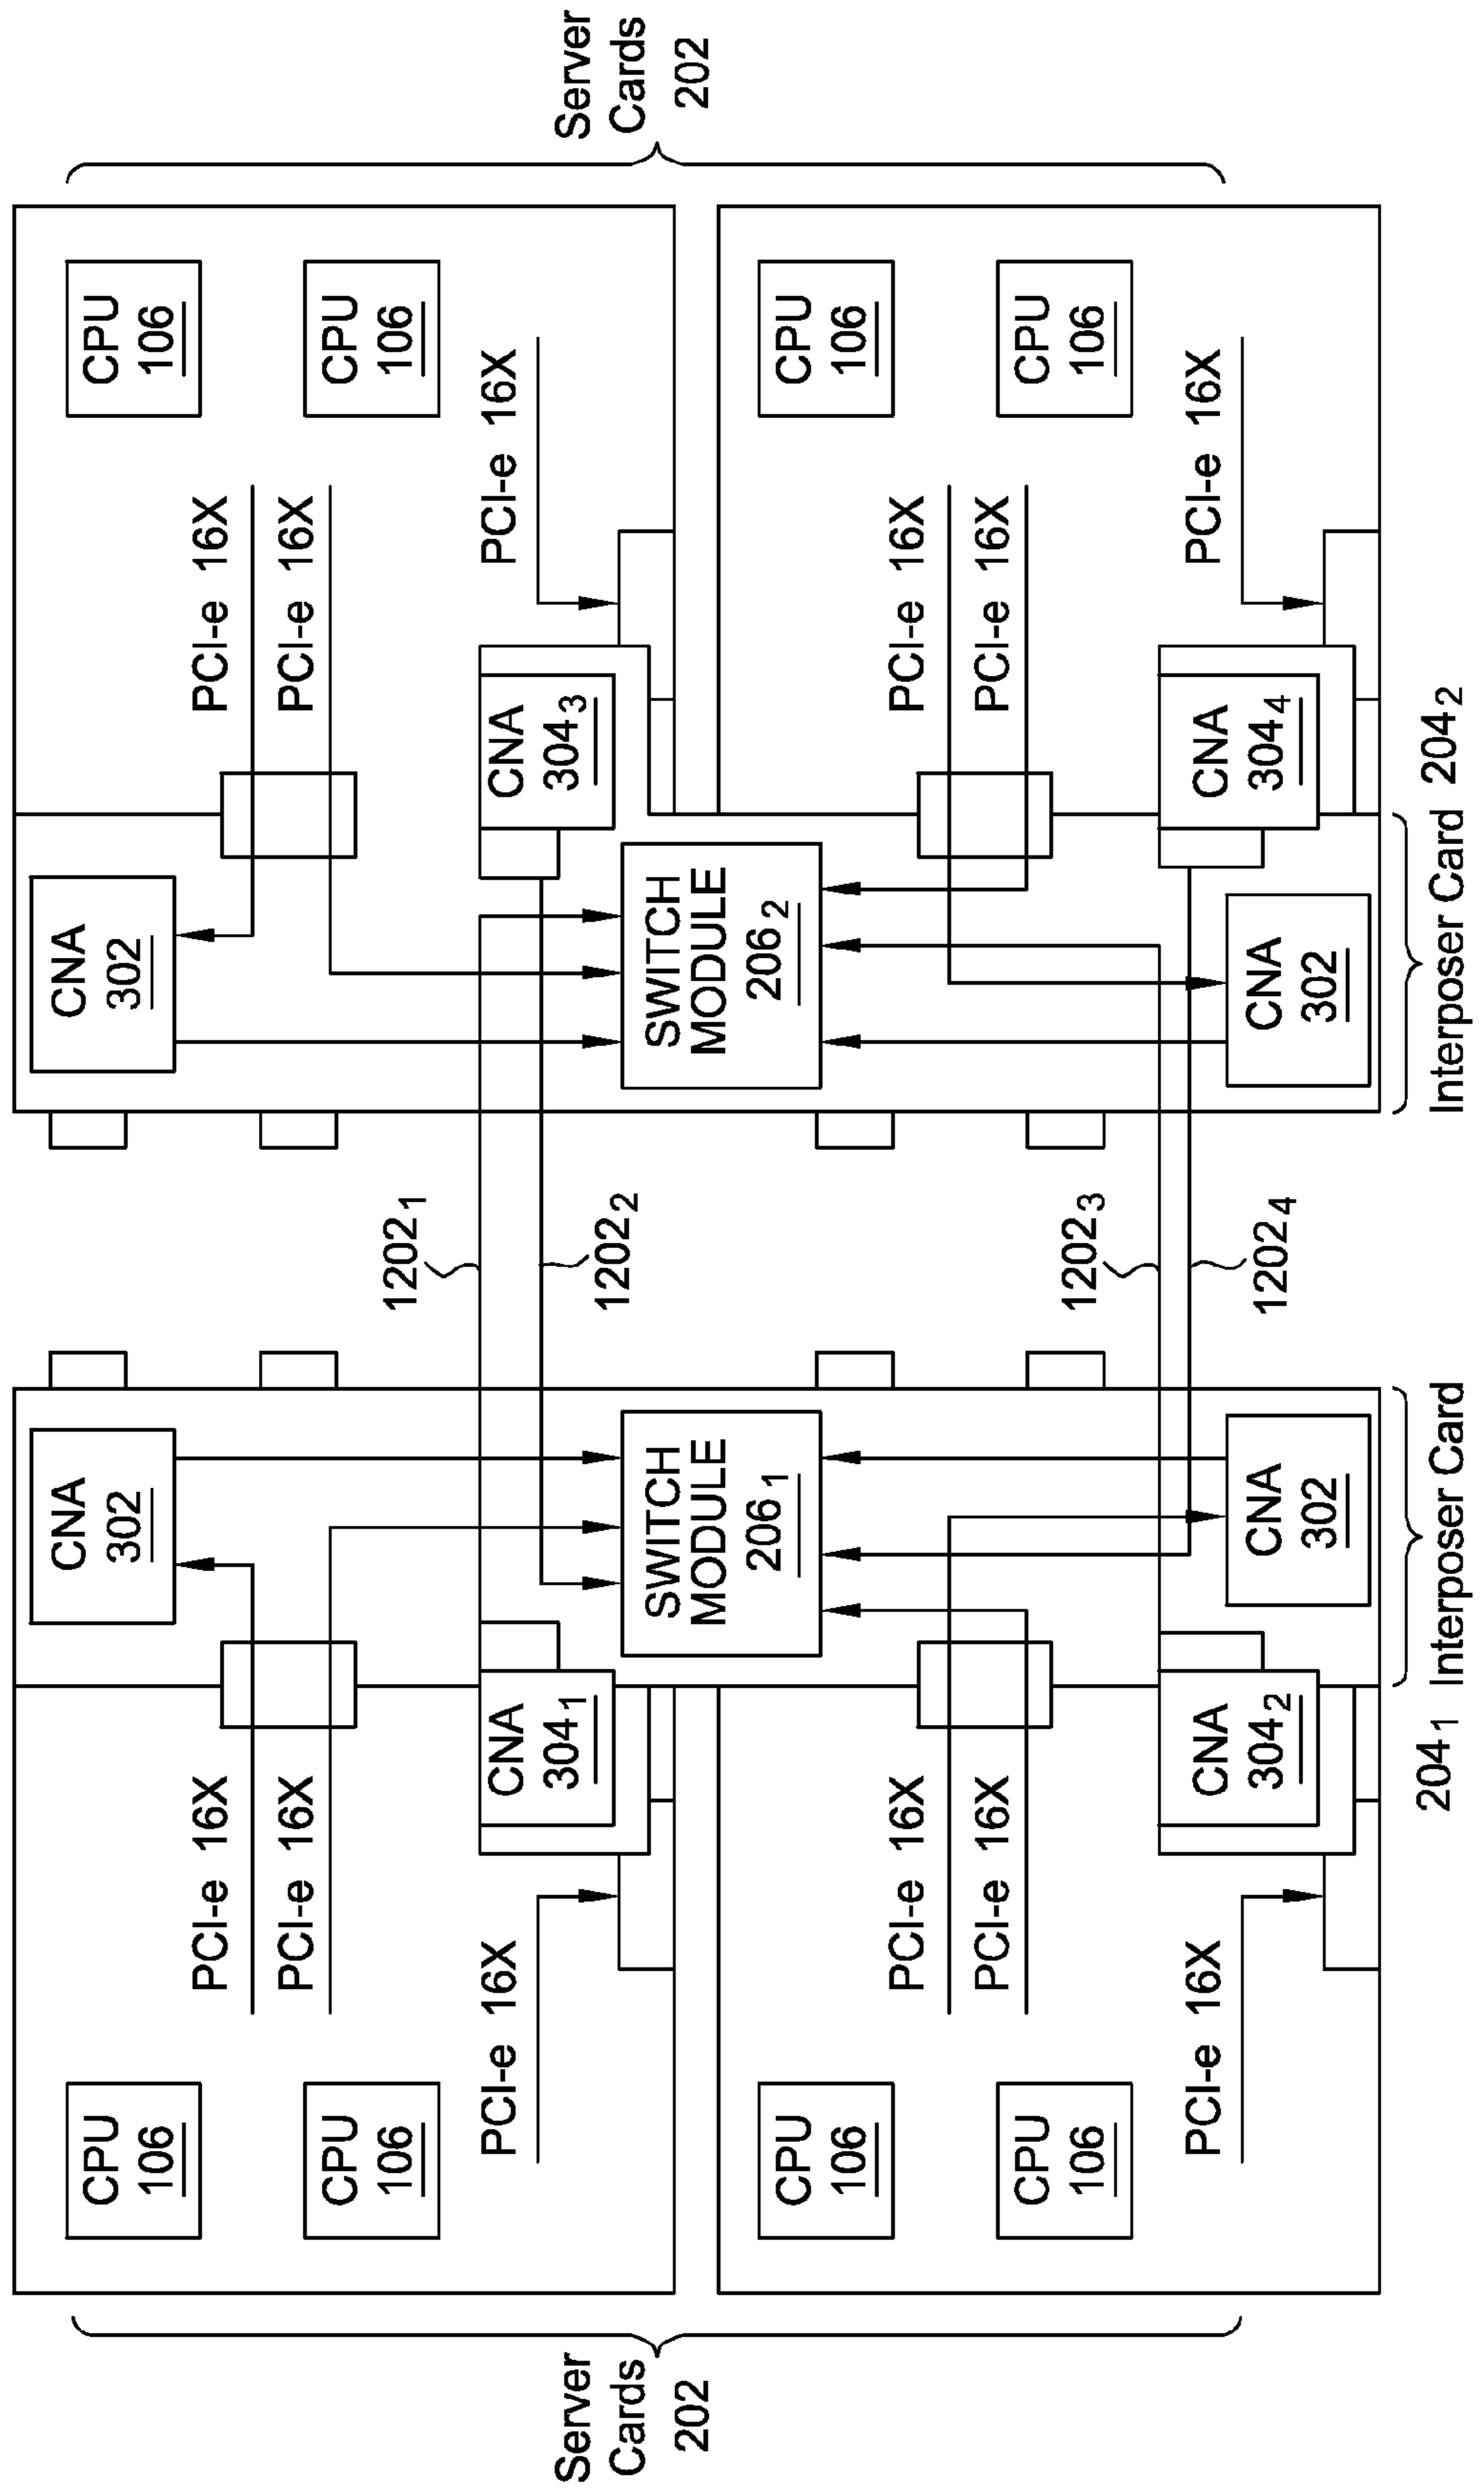 Server
Cards
202
CPU
106
CPU
106
PCI-e 16X
PCI-e 16X
PCI-e 16X
CPU
106
CPU
106
PCI-e 16X
PCI-e 16X
PCI-e 16X
CNA
302
CNA
304₁
SWITCH
MODULE
206₁
CNA
304₂
CNA
302
204₁ Interposer Card
1202₁
1202₂
1202₃
1202₄
CNA
302
CNA
304₃
SWITCH
MODULE
206₂
CNA
304₄
CNA
302
Interposer Card 204₂
PCI-e 16X
PCI-e 16X
PCI-e 16X
CPU
106
CPU
106
PCI-e 16X
PCI-e 16X
PCI-e 16X
CPU
106
CPU
106
Server
Cards
202